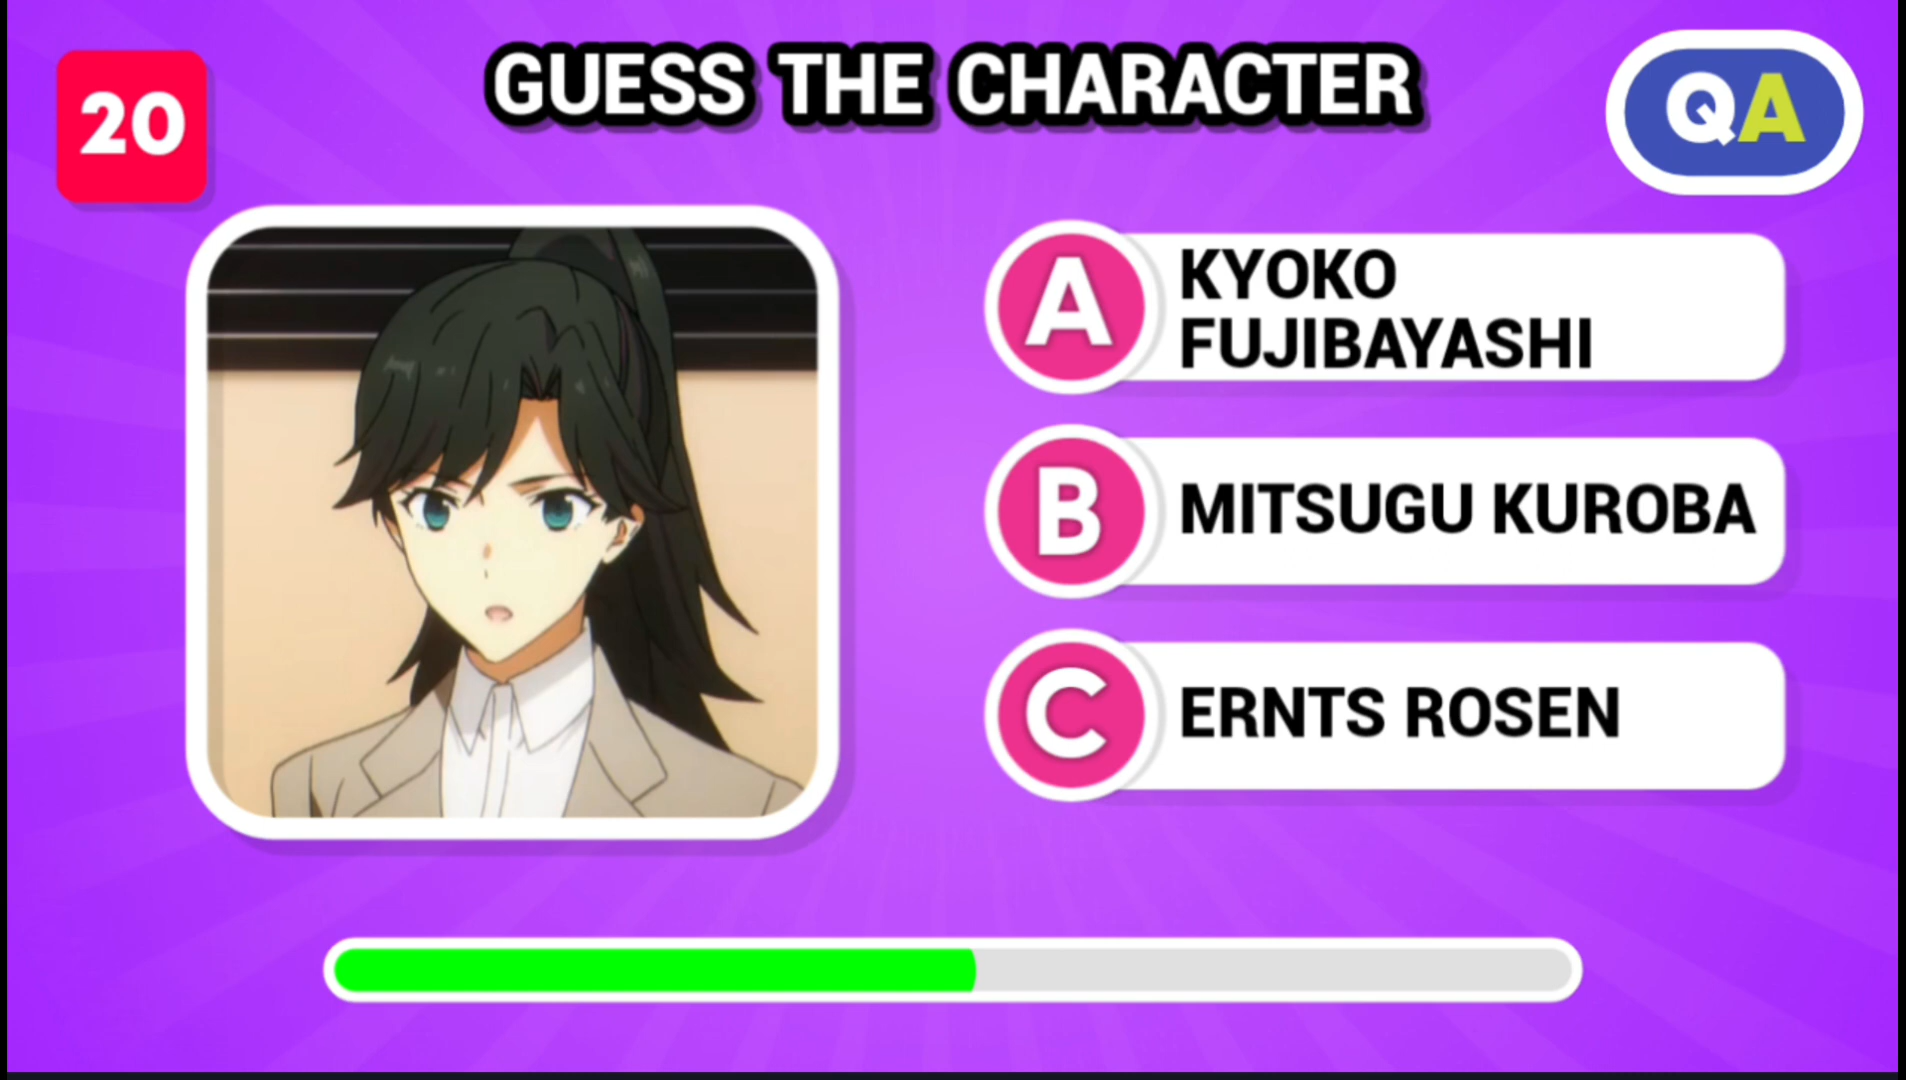 20
GUESS THE CHARACTER
QA
A
KYOKO
FUJIBAYASHI
B
MITSUGU KUROBA
C
ERNTS ROSEN